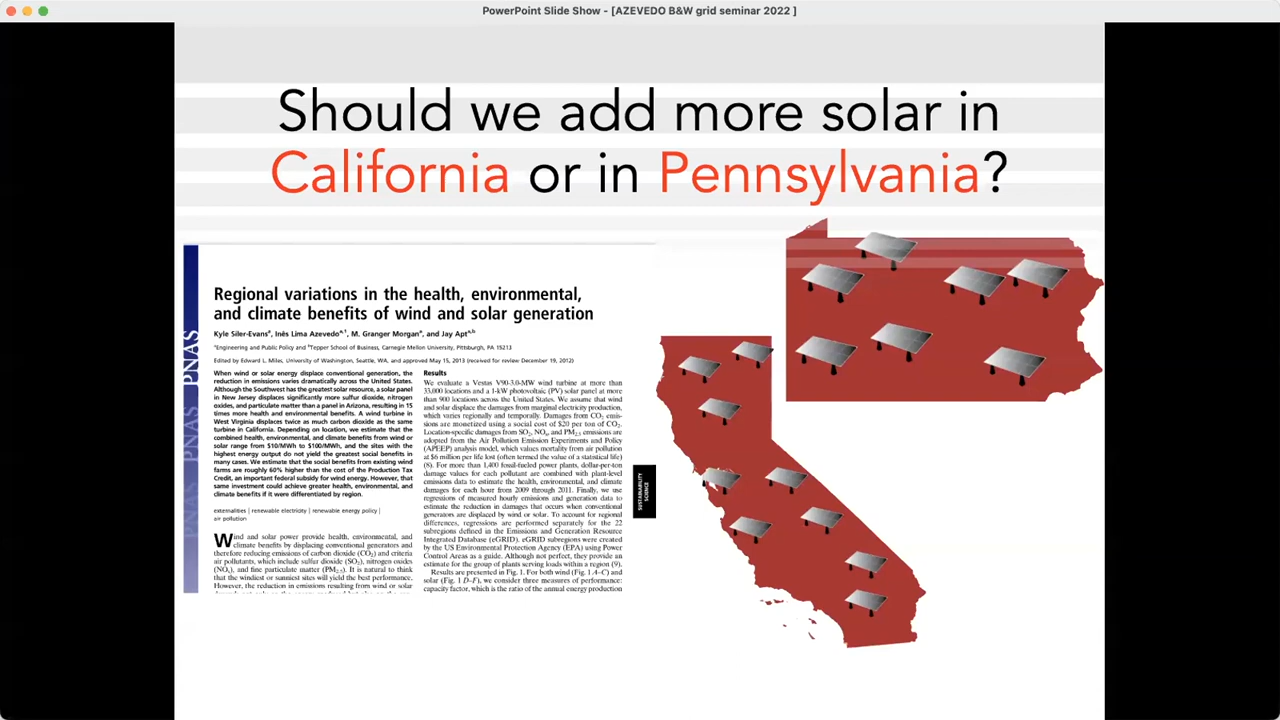 PowerPoint Slide Show - [AZEVEDO B&W grid seminar 2022 ]
Should we add more solar in
California or in Pennsylvania?
PNAS
PNAS
PNAS
Regional variations in the health, environmental,
and climate benefits of wind and solar generation
Kyle Siler-Evansª, Inês Lima Azevedoª,¹, M. Granger Morganª, and Jay Aptª,ᵇ
ªEngineering and Public Policy and ᵇTepper School of Business, Carnegie Mellon University, Pittsburgh, PA 15213
Edited by Edward L. Miles, University of Washington, Seattle, WA, and approved May 15, 2013 (received for review December 19, 2012)
When wind or solar energy displace conventional generation, the
reduction in emissions varies dramatically across the United States.
Although the Southwest has the greatest solar resource, a solar panel
in New Jersey displaces significantly more sulfur dioxide, nitrogen
oxides, and particulate matter than a panel in Arizona, resulting in 15
times more health and environmental benefits. A wind turbine in
West Virginia displaces twice as much carbon dioxide as the same
turbine in California. Depending on location, we estimate that the
combined health, environmental, and climate benefits from wind or
solar range from $10/MWh to $100/MWh, and the sites with the
highest energy output do not yield the greatest social benefits in
many cases. We estimate that the social benefits from existing wind
farms are roughly 60% higher than the cost of the Production Tax
Credit, an important federal subsidy for wind energy. However, that
same investment could achieve greater health, environmental, and
climate benefits if it were differentiated by region.
externalities | renewable electricity | renewable energy policy |
air pollution
Wind and solar power provide health, environmental, and
climate benefits by displacing conventional generators and
therefore reducing emissions of carbon dioxide (CO₂) and criteria
air pollutants, which include sulfur dioxide (SO₂), nitrogen oxides
(NOₓ), and fine particulate matter (PM₂.₅). It is natural to think
that the windiest or sunniest sites will yield the best performance.
However, the reduction in emissions resulting from wind or solar
Results
We evaluate a Vestas V90-3.0-MW wind turbine at more than
33,000 locations and a 1-kW photovoltaic (PV) solar panel at more
than 900 locations across the United States. We assume that wind
and solar displace the damages from marginal electricity production,
which varies regionally and temporally. Damages from CO₂ emis-
sions are monetized using a social cost of $20 per ton of CO₂.
Location-specific damages from SO₂, NOₓ, and PM₂.₅ emissions are
adopted from the Air Pollution Emission Experiments and Policy
(APEEP) analysis model, which values mortality from air pollution
at $6 million per life lost (often termed the value of a statistical life)
(8). For more than 1,400 fossil-fueled power plants, dollar-per-ton
damage values for each pollutant are combined with plant-level
emissions data to estimate the health, environmental, and climate
damages for each hour from 2009 through 2011. Finally, we use
regressions of measured hourly emissions and generation data to
estimate the reduction in damages that occurs when conventional
generators are displaced by wind or solar. To account for regional
differences, regressions are performed separately for the 22
subregions defined in the Emissions and Generation Resource
Integrated Database (eGRID). eGRID subregions were created
by the US Environmental Protection Agency (EPA) using Power
Control Areas as a guide. Although not perfect, they provide an
estimate for the group of plants serving loads within a region (9).
Results are presented in Fig. 1. For both wind (Fig. 1 A–C) and
solar (Fig. 1 D–F), we consider three measures of performance:
capacity factor, which is the ratio of the annual energy production
SUSTAINABILITY
SCIENCE